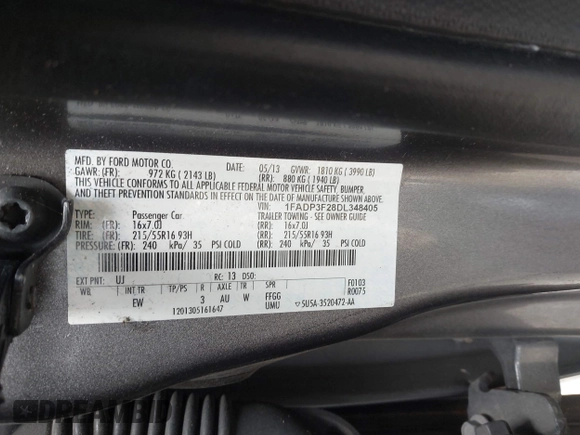 MFD. BY FORD MOTOR CO.
DATE: 05/13 GVWR: 1810 KG ( 3990 LB)
GAWR: (FR): 972 KG ( 2143 LB) (RR): 880 KG ( 1940 LB)
THIS VEHICLE CONFORMS TO ALL APPLICABLE FEDERAL MOTOR VEHICLE SAFETY, BUMPER,
AND THEFT PREVENTION STANDARDS IN EFFECT ON THE DATE OF MANUFACTURE SHOWN ABOVE.
VIN: 1FADP3F28DL348405
TYPE: Passenger Car TRAILER TOWING - SEE OWNER GUIDE
RIM: (FR): 16x7.0J (RR): 16x7.0J
TIRE: (FR): 215/55R16 93H (RR): 215/55R16 93H
PRESSURE: (FR): 240 kPa/ 35 PSI COLD (RR): 240 kPa/ 35 PSI COLD
EXT PNT: UJ RC: 13 DSO: F0103
WB INT TR TP/PS R AXLE TR SPR R0075
EW 3 AU W FFGG
UMU
1201305161647 5U5A-3520472-AA
DREAMBID